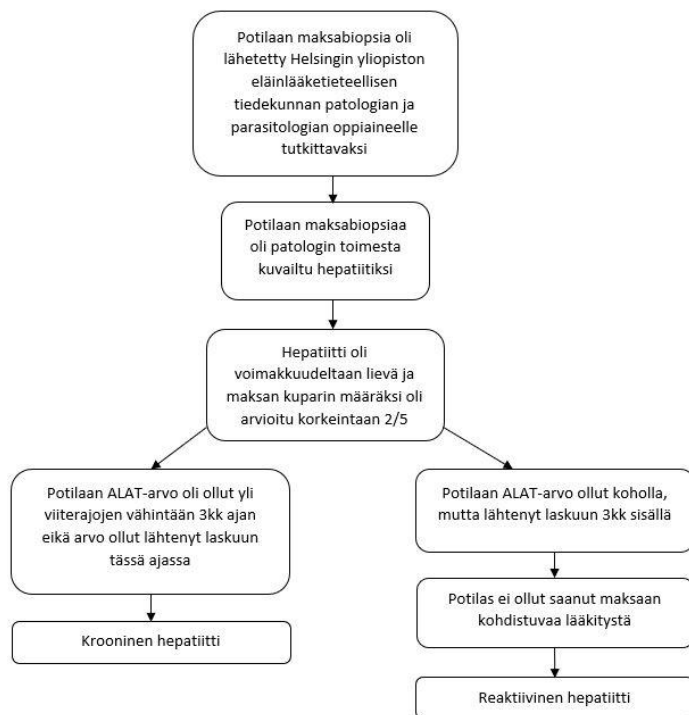 Potilaan maksabiopsia oli
lähetetty Helsingin yliopiston
eläinlääketieteellisen
tiedekunnan patologian ja
parasitologian oppiaineelle
tutkittavaksi
Potilaan maksabiopsiaa
oli patologin toimesta
kuvailtu hepatiitiksi
Hepatiitti oli
voimakkuudeltaan lievä ja
maksan kuparin määräksi oli
arvioitu korkeintaan 2/5
Potilaan ALAT-arvo oli ollut yli
viiterajojen vähintään 3kk ajan
eikä arvo ollut lähtenyt laskuun
tässä ajassa
Krooninen hepatiitti
Potilaan ALAT-arvo ollut koholla,
mutta lähtenyt laskuun 3kk sisällä
Potilas ei ollut saanut maksaan
kohdistuvaa lääkitystä
Reaktiivinen hepatiitti